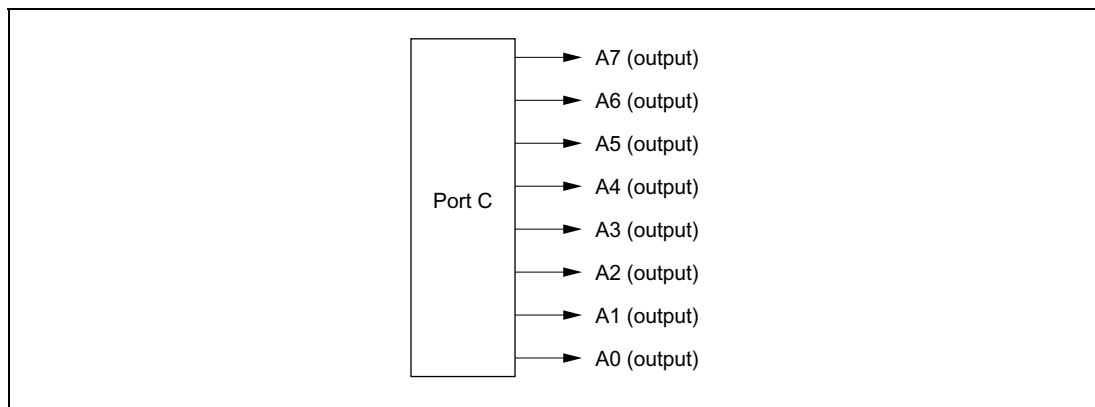 A7 (output)
A6 (output)
A5 (output)
A4 (output)
Port C
A3 (output)
A2 (output)
A1 (output)
A0 (output)